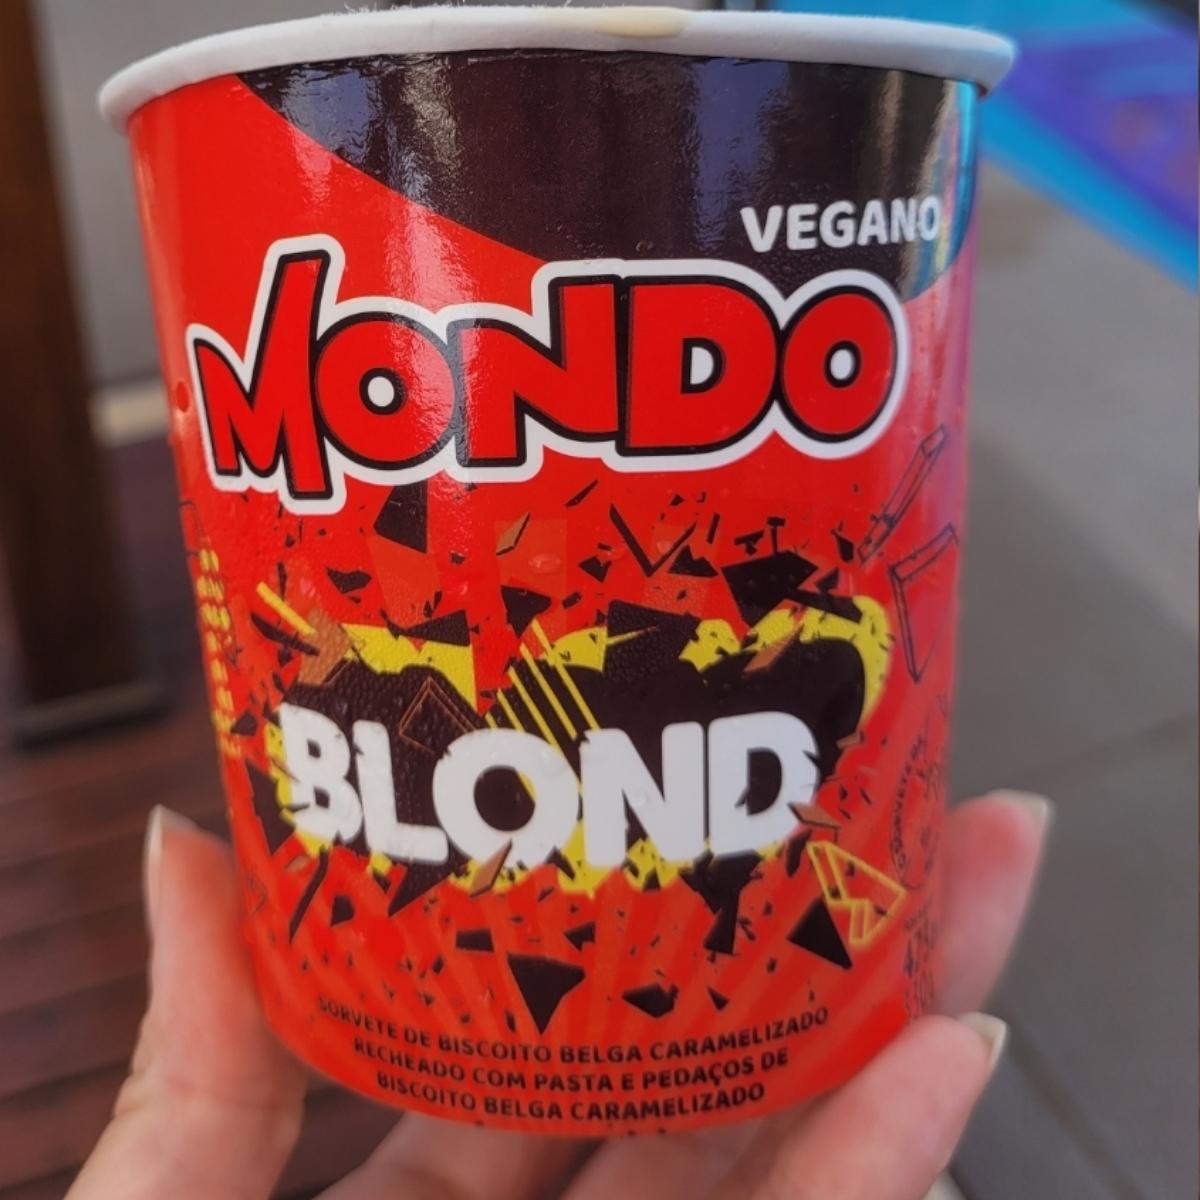 VEGANO
MONDO
BLOND
SORVETE DE BISCOITO BELGA CARAMELIZADO
RECHEADO COM PASTA E PEDAÇOS DE
BISCOITO BELGA CARAMELIZADO